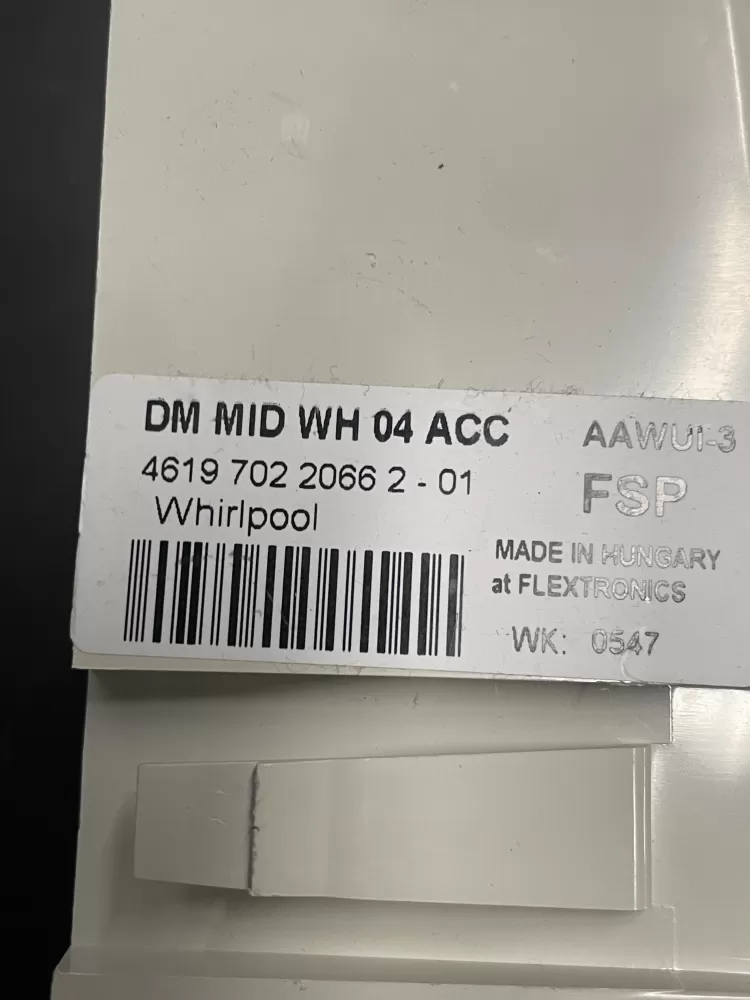 DM MID WH 04 ACC
AAWUI-3
4619 702 2066 2 - 01
FSP
Whirlpool
MADE IN HUNGARY
at FLEXTRONICS
WK: 0547